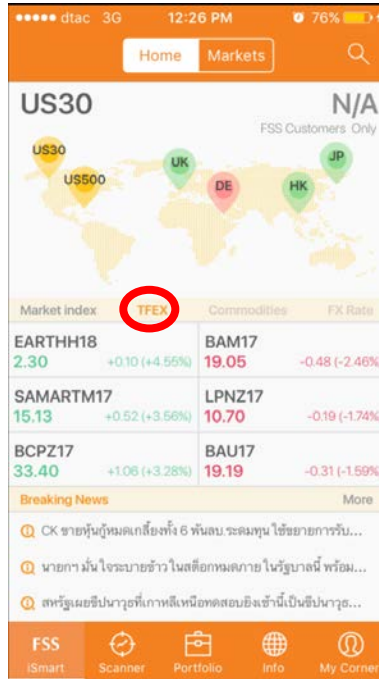 dtac 3G 12:26 PM 76%
Home Markets
US30 N/A
FSS Customers Only
US30
US500
UK
DE
HK
JP
Market index TFEX Commodities FX Rate
EARTHH18 BAM17
2.30 +0.10 (+4.55%) 19.05 -0.48 (-2.46%
SAMARTM17 LPNZ17
15.13 +0.52 (+3.56%) 10.70 -0.19 (-1.74%
BCPZ17 BAU17
33.40 +1.06 (+3.28%) 19.19 -0.31 (-1.59%
Breaking News More
CK ขายหุ้นกู้หมดเกลี้ยงทั้ง 6 พันลบ.ระดมทุน ใช้ขยายการรับ...
นายกฯ มั่นใจระบายข้าวในสต็อกหมดภายในรัฐบาลนี้ พร้อม...
สหรัฐเผยขีปนาวุธที่เกาหลีเหนือทดสอบยิงเช้านี้เป็นขีปนาวุธ...
FSS
iSmart Scanner Portfolio Info My Corner